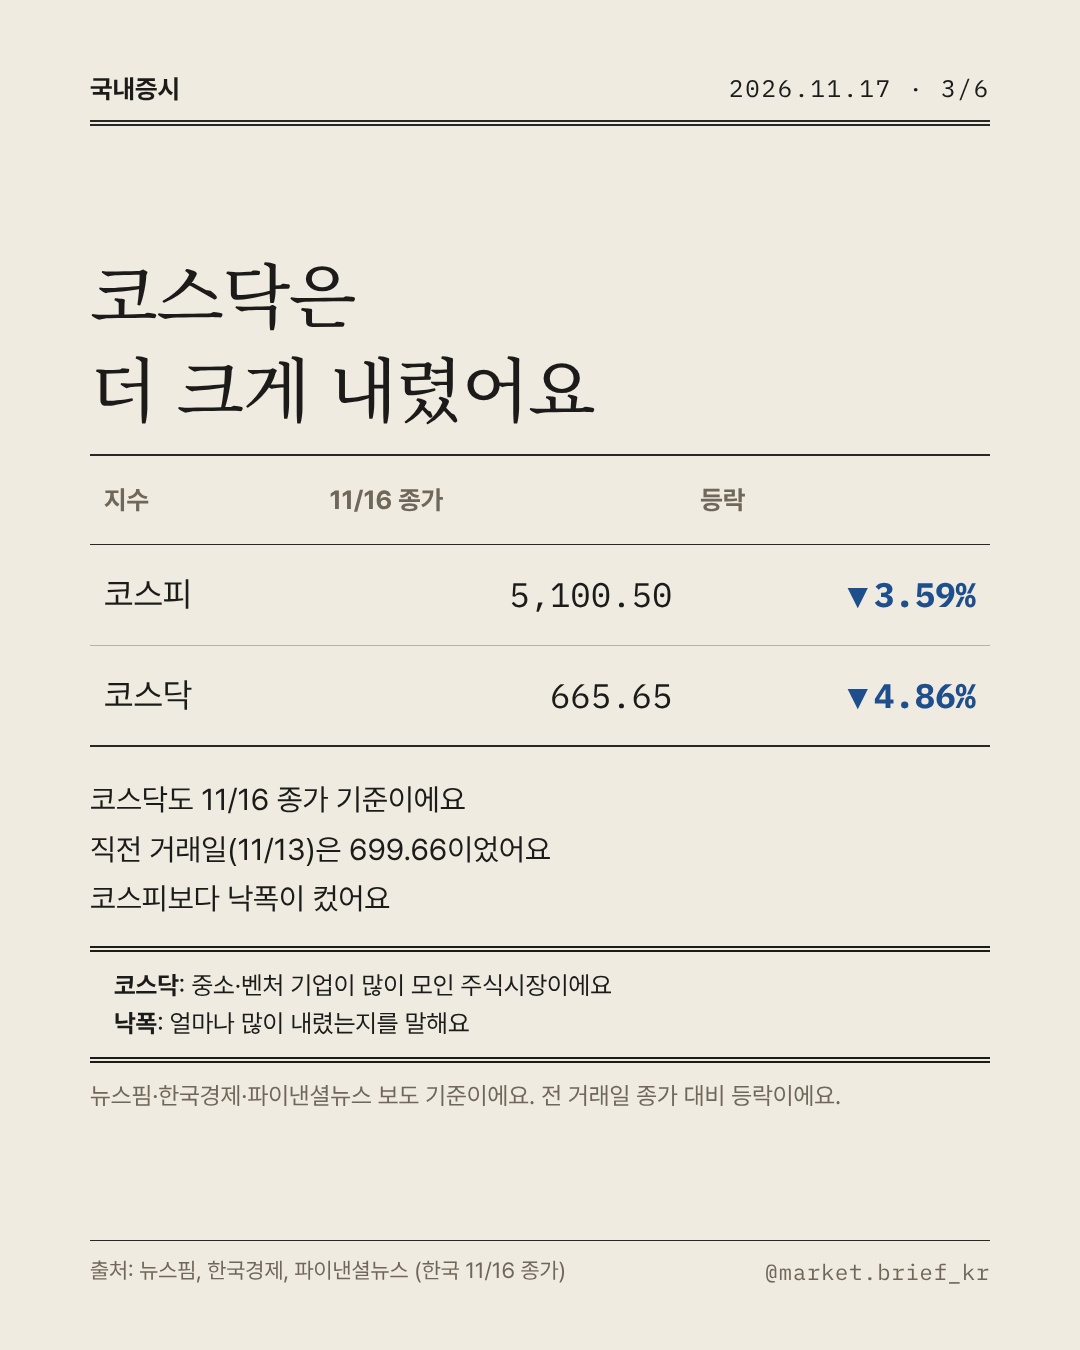 국내증시
2026.11.17 · 3/6
코스닥은
더 크게 내렸어요
지수 11/16 종가 등락
코스피 5,100.50 ▼3.59%
코스닥 665.65 ▼4.86%
코스닥도 11/16 종가 기준이에요
직전 거래일(11/13)은 699.66이었어요
코스피보다 낙폭이 컸어요
코스닥: 중소·벤처 기업이 많이 모인 주식시장이에요
낙폭: 얼마나 많이 내렸는지를 말해요
뉴스핌·한국경제·파이낸셜뉴스 보도 기준이에요. 전 거래일 종가 대비 등락이에요.
출처: 뉴스핌, 한국경제, 파이낸셜뉴스 (한국 11/16 종가)
@market.brief_kr